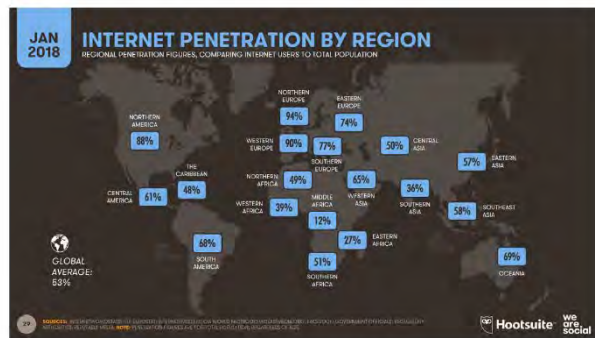 JAN
2018
INTERNET PENETRATION BY REGION
REGIONAL PENETRATION FIGURES, COMPARING INTERNET USERS TO TOTAL POPULATION
NORTHERN
AMERICA
88%
CENTRAL
AMERICA
61%
THE
CARIBBEAN
48%
SOUTH
AMERICA
68%
NORTHERN
EUROPE
94%
WESTERN
EUROPE
90%
EASTERN
EUROPE
74%
77%
SOUTHERN
EUROPE
NORTHERN
AFRICA
49%
WESTERN
AFRICA
39%
MIDDLE
AFRICA
12%
27%
EASTERN
AFRICA
51%
SOUTHERN
AFRICA
65%
WESTERN
ASIA
50%
CENTRAL
ASIA
36%
SOUTHERN
ASIA
57%
EASTERN
ASIA
58%
SOUTHEAST
ASIA
69%
OCEANIA
GLOBAL
AVERAGE:
53%
29
SOURCES:
NOTE:
Hootsuite
we
are
social